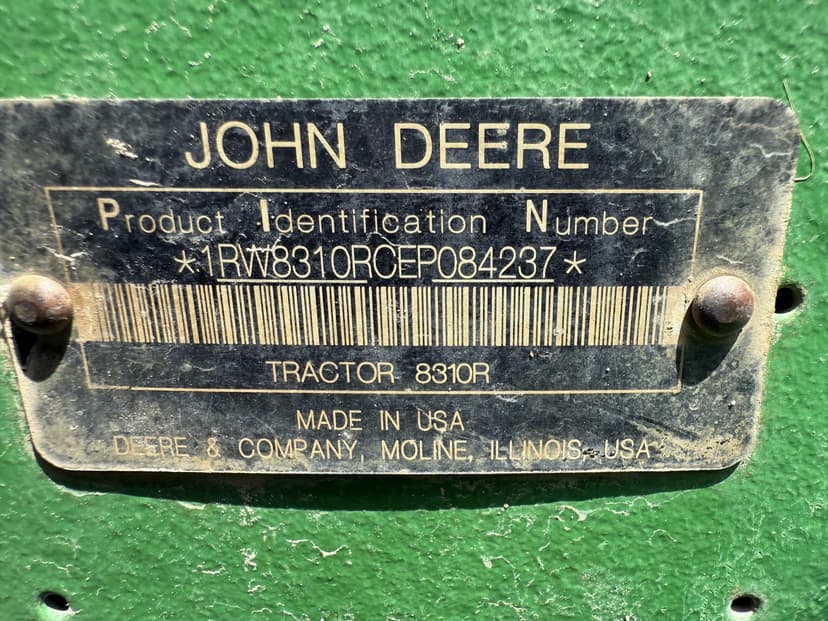 JOHN DEERE
Product Identification Number
*1RW8310RCEP084237*
TRACTOR 8310R
MADE IN USA
DEERE & COMPANY, MOLINE, ILLINOIS, USA